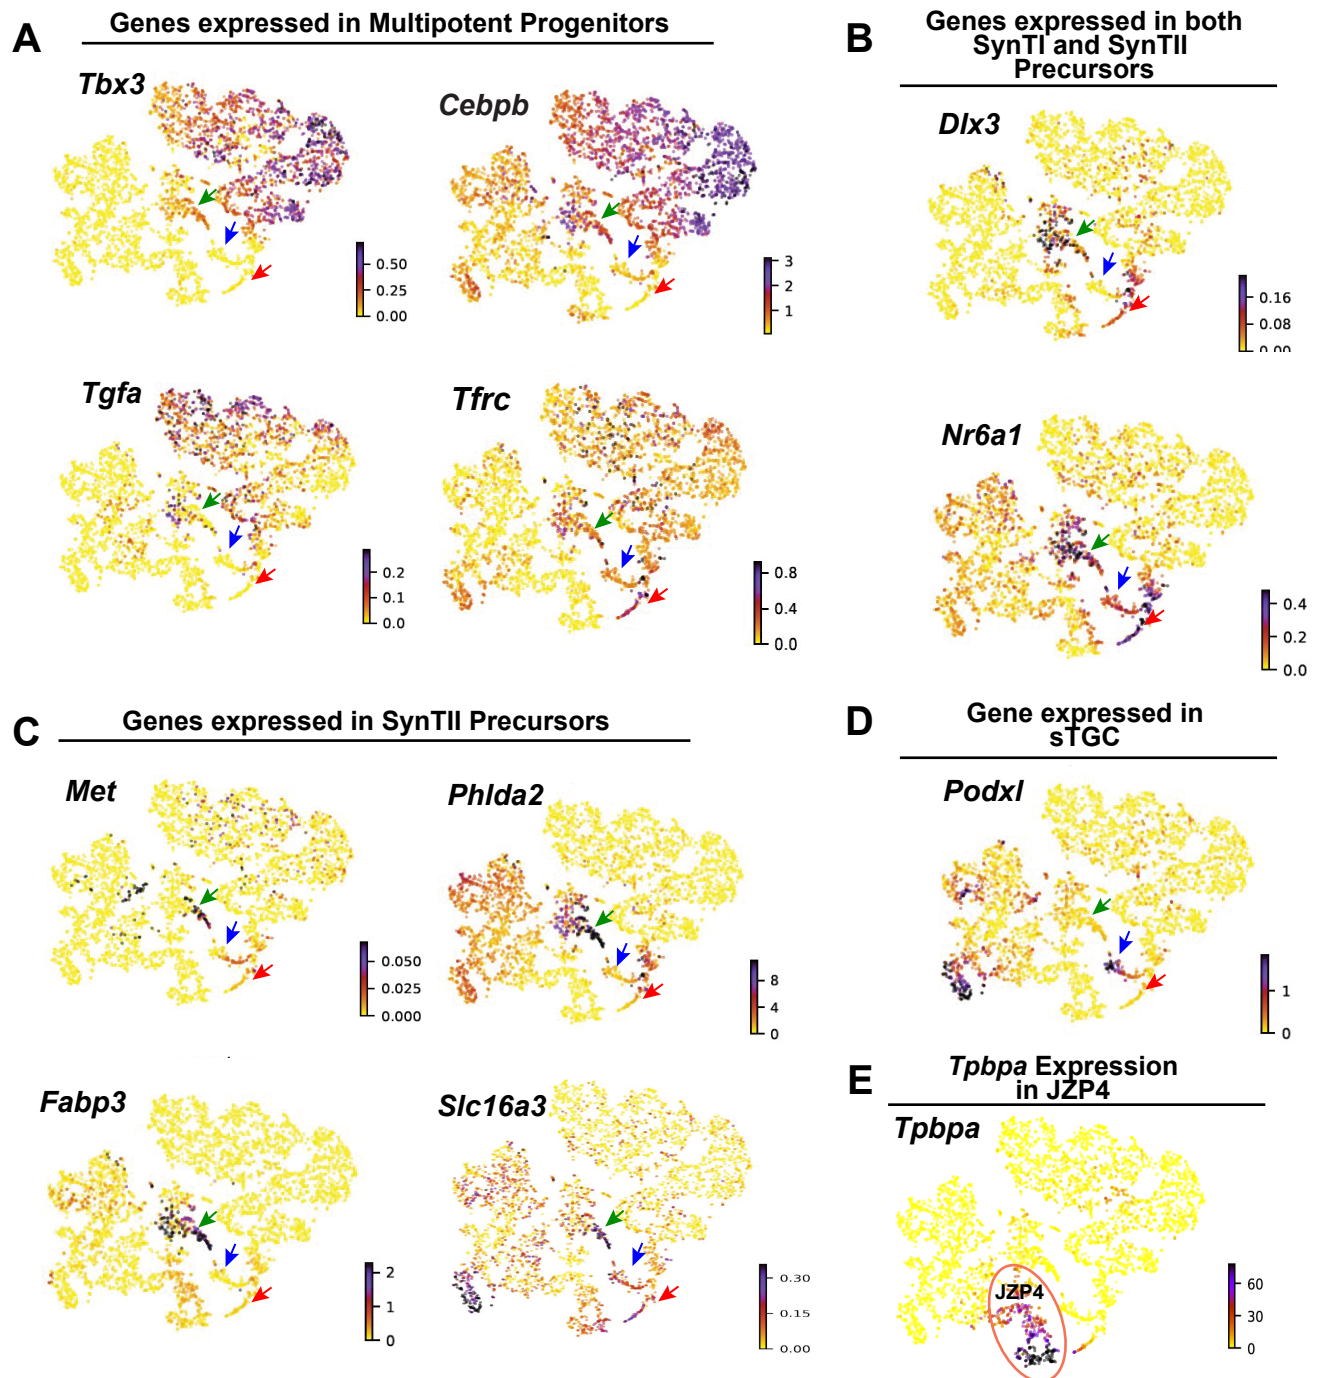 A
Genes expressed in Multipotent Progenitors
Tbx3
0.50
0.25
0.00
Cebpb
3
2
1
Tgfa
0.2
0.1
0.0
Tfrc
0.8
0.4
0.0
B
Genes expressed in both
SynTI and SynTII
Precursors
Dlx3
0.16
0.08
0.00
Nr6a1
0.4
0.2
0.0
C
Genes expressed in SynTII Precursors
Met
0.050
0.025
0.000
Phlda2
8
4
0
Fabp3
2
1
0
Slc16a3
0.30
0.15
0.00
D
Gene expressed in
sTGC
Podxl
1
0
E
Tpbpa Expression
in JZP4
Tpbpa
JZP4
60
30
0